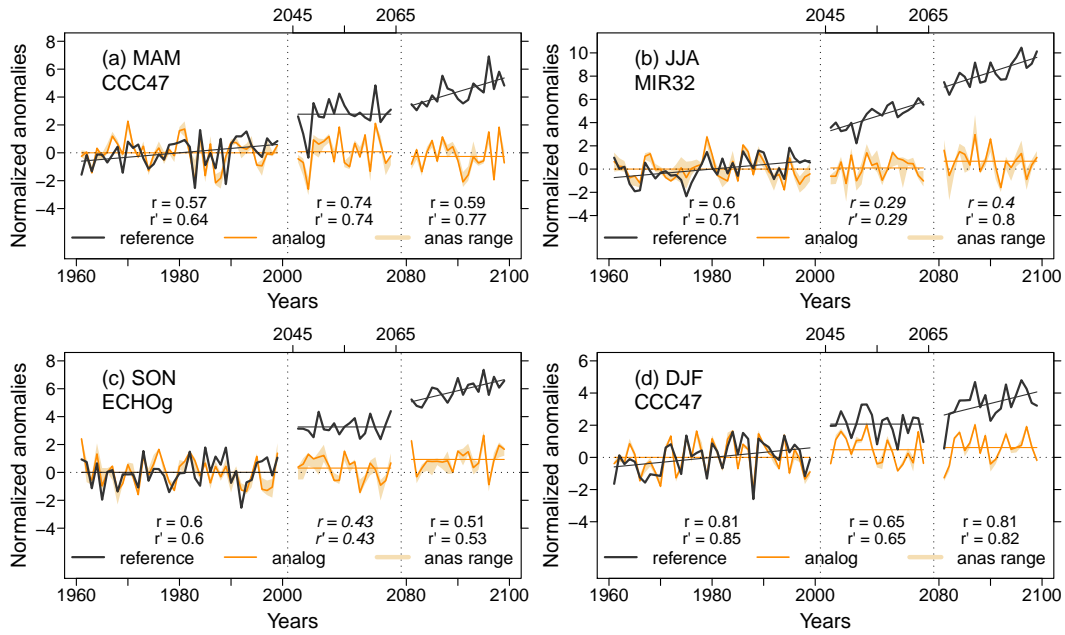 2045 2065
(a) MAM
CCC47
Normalized anomalies
8
6
4
2
0
−2
−4
r = 0.57
r' = 0.64
r = 0.74
r' = 0.74
r = 0.59
r' = 0.77
reference analog anas range
1960 1980 2000 2080 2100
Years
2045 2065
(b) JJA
MIR32
Normalized anomalies
10
8
6
4
2
0
−2
−4
r = 0.6
r' = 0.71
r = 0.29
r' = 0.29
r = 0.4
r' = 0.8
reference analog anas range
1960 1980 2000 2080 2100
Years
2045 2065
(c) SON
ECHOg
Normalized anomalies
8
6
4
2
0
−2
−4
r = 0.6
r' = 0.6
r = 0.43
r' = 0.43
r = 0.51
r' = 0.53
reference analog anas range
1960 1980 2000 2080 2100
Years
2045 2065
(d) DJF
CCC47
Normalized anomalies
6
4
2
0
−2
−4
r = 0.81
r' = 0.85
r = 0.65
r' = 0.65
r = 0.81
r' = 0.82
reference analog anas range
1960 1980 2000 2080 2100
Years